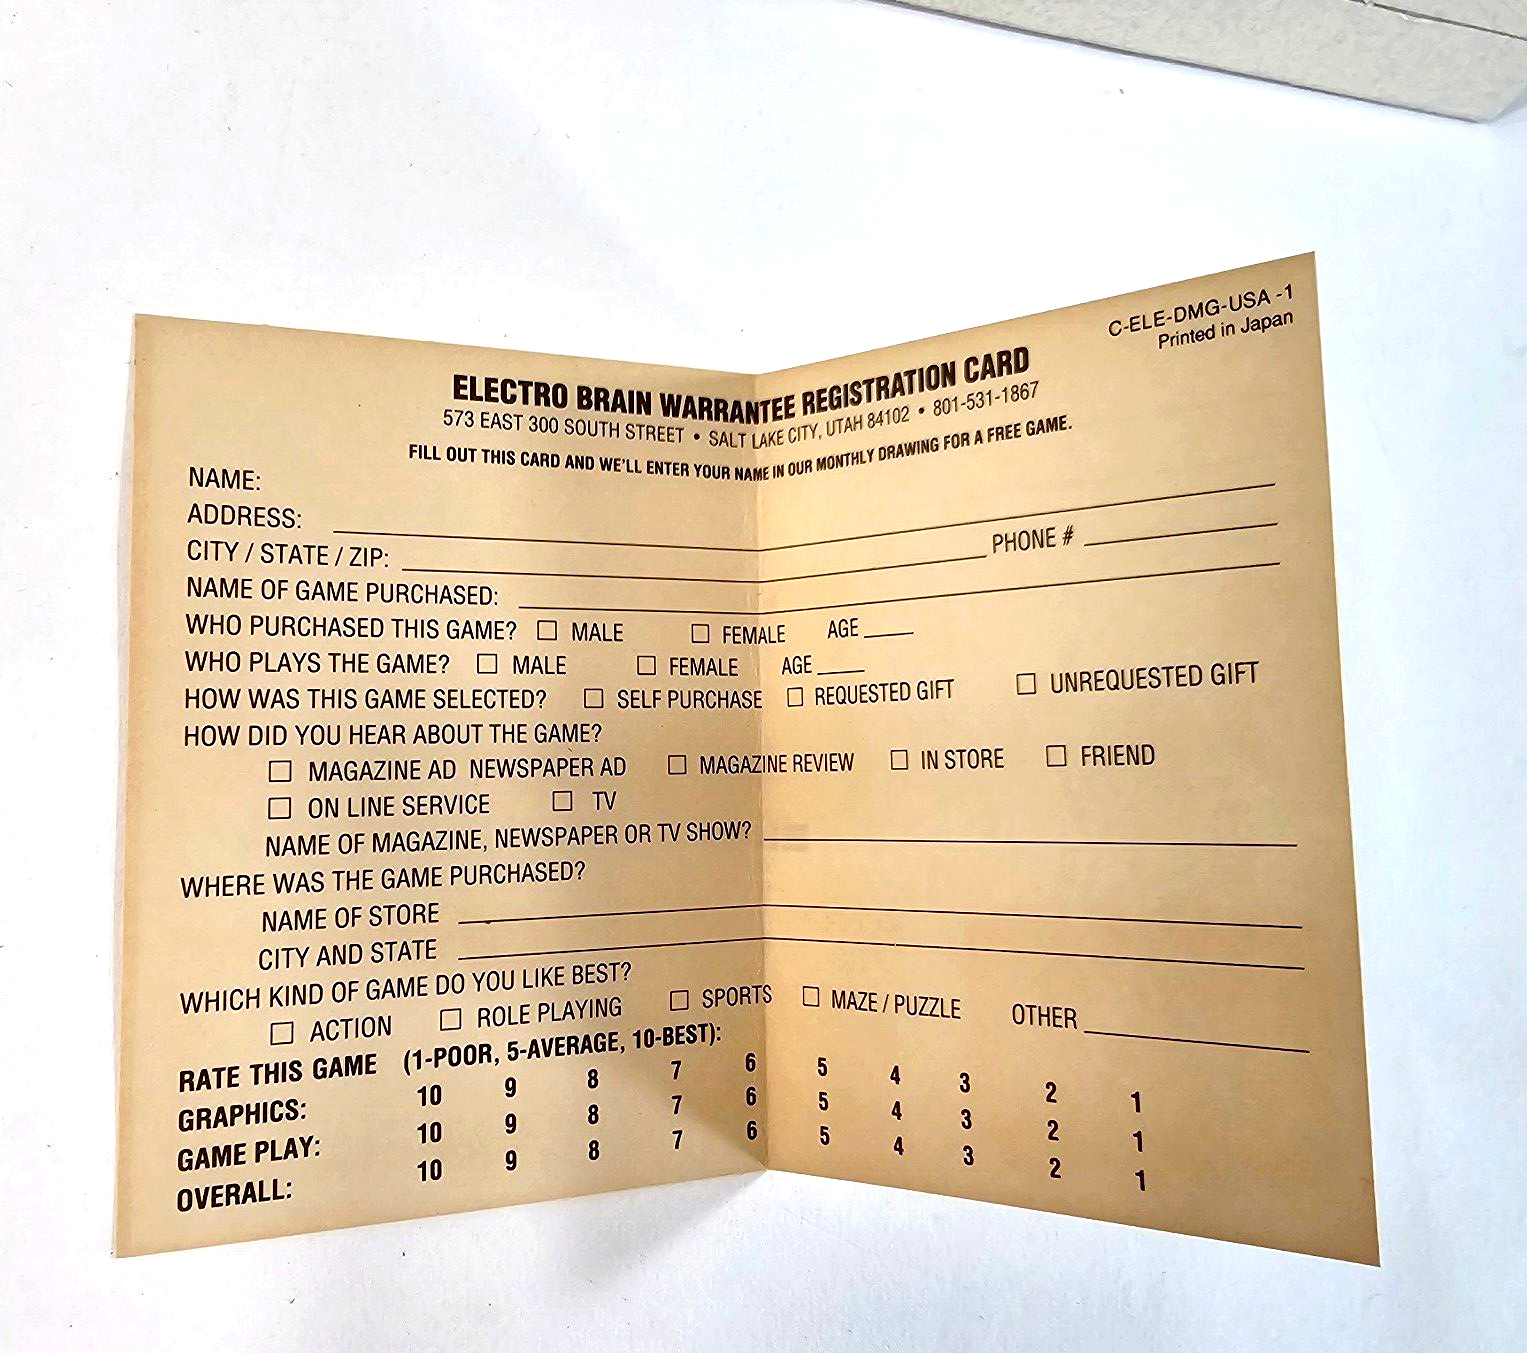 C-ELE-DMG-USA -1
Printed in Japan
ELECTRO BRAIN WARRANTEE REGISTRATION CARD
573 EAST 300 SOUTH STREET • SALT LAKE CITY, UTAH 84102 • 801-531-1867
FILL OUT THIS CARD AND WE'LL ENTER YOUR NAME IN OUR MONTHLY DRAWING FOR A FREE GAME.
NAME:
ADDRESS:
CITY / STATE / ZIP: PHONE #
NAME OF GAME PURCHASED:
WHO PURCHASED THIS GAME? MALE FEMALE AGE
WHO PLAYS THE GAME? MALE FEMALE AGE
HOW WAS THIS GAME SELECTED? SELF PURCHASE REQUESTED GIFT UNREQUESTED GIFT
HOW DID YOU HEAR ABOUT THE GAME?
MAGAZINE AD NEWSPAPER AD MAGAZINE REVIEW IN STORE FRIEND
ON LINE SERVICE TV
NAME OF MAGAZINE, NEWSPAPER OR TV SHOW?
WHERE WAS THE GAME PURCHASED?
NAME OF STORE
CITY AND STATE
WHICH KIND OF GAME DO YOU LIKE BEST?
ACTION ROLE PLAYING SPORTS MAZE / PUZZLE OTHER
RATE THIS GAME (1-POOR, 5-AVERAGE, 10-BEST):
GRAPHICS: 10 9 8 7 6 5 4 3 2 1
GAME PLAY: 10 9 8 7 6 5 4 3 2 1
OVERALL: 10 9 8 7 6 5 4 3 2 1